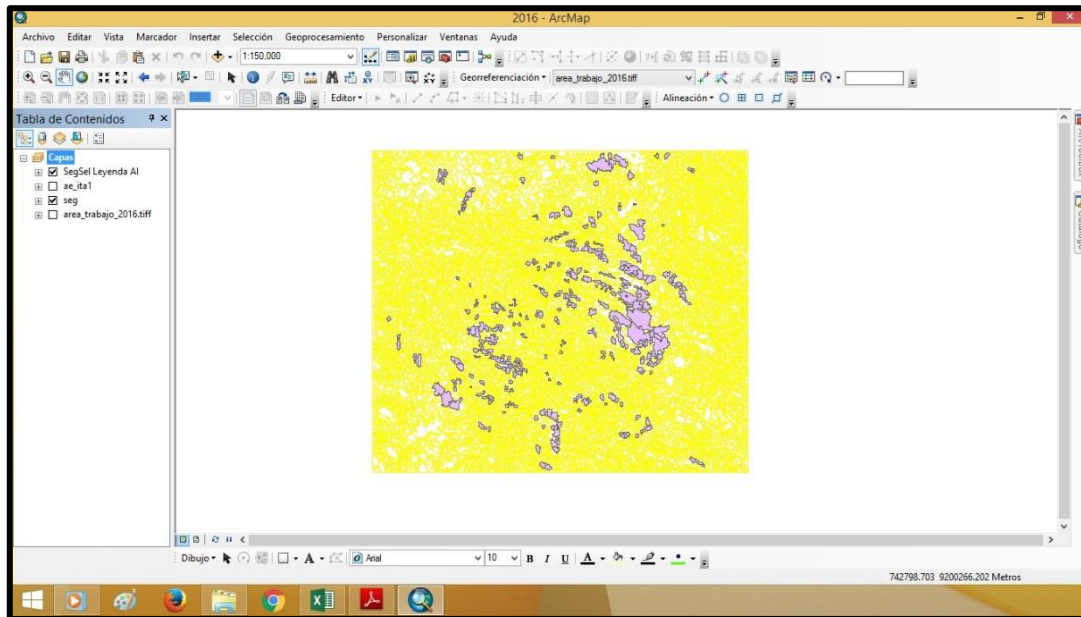 2016 - ArcMap
Archivo Editar Vista Marcador Insertar Selección Geoprocesamiento Personalizar Ventanas Ayuda
1:150,000
Georreferenciación area_trabajo_2016.tiff
Editor Alineación
Tabla de Contenidos
Capas
SegSel Leyenda Al
ae_ita1
seg
area_trabajo_2016.tiff
Dibujo A Arial 10 B I U A
742798.703 9200266.202 Metros